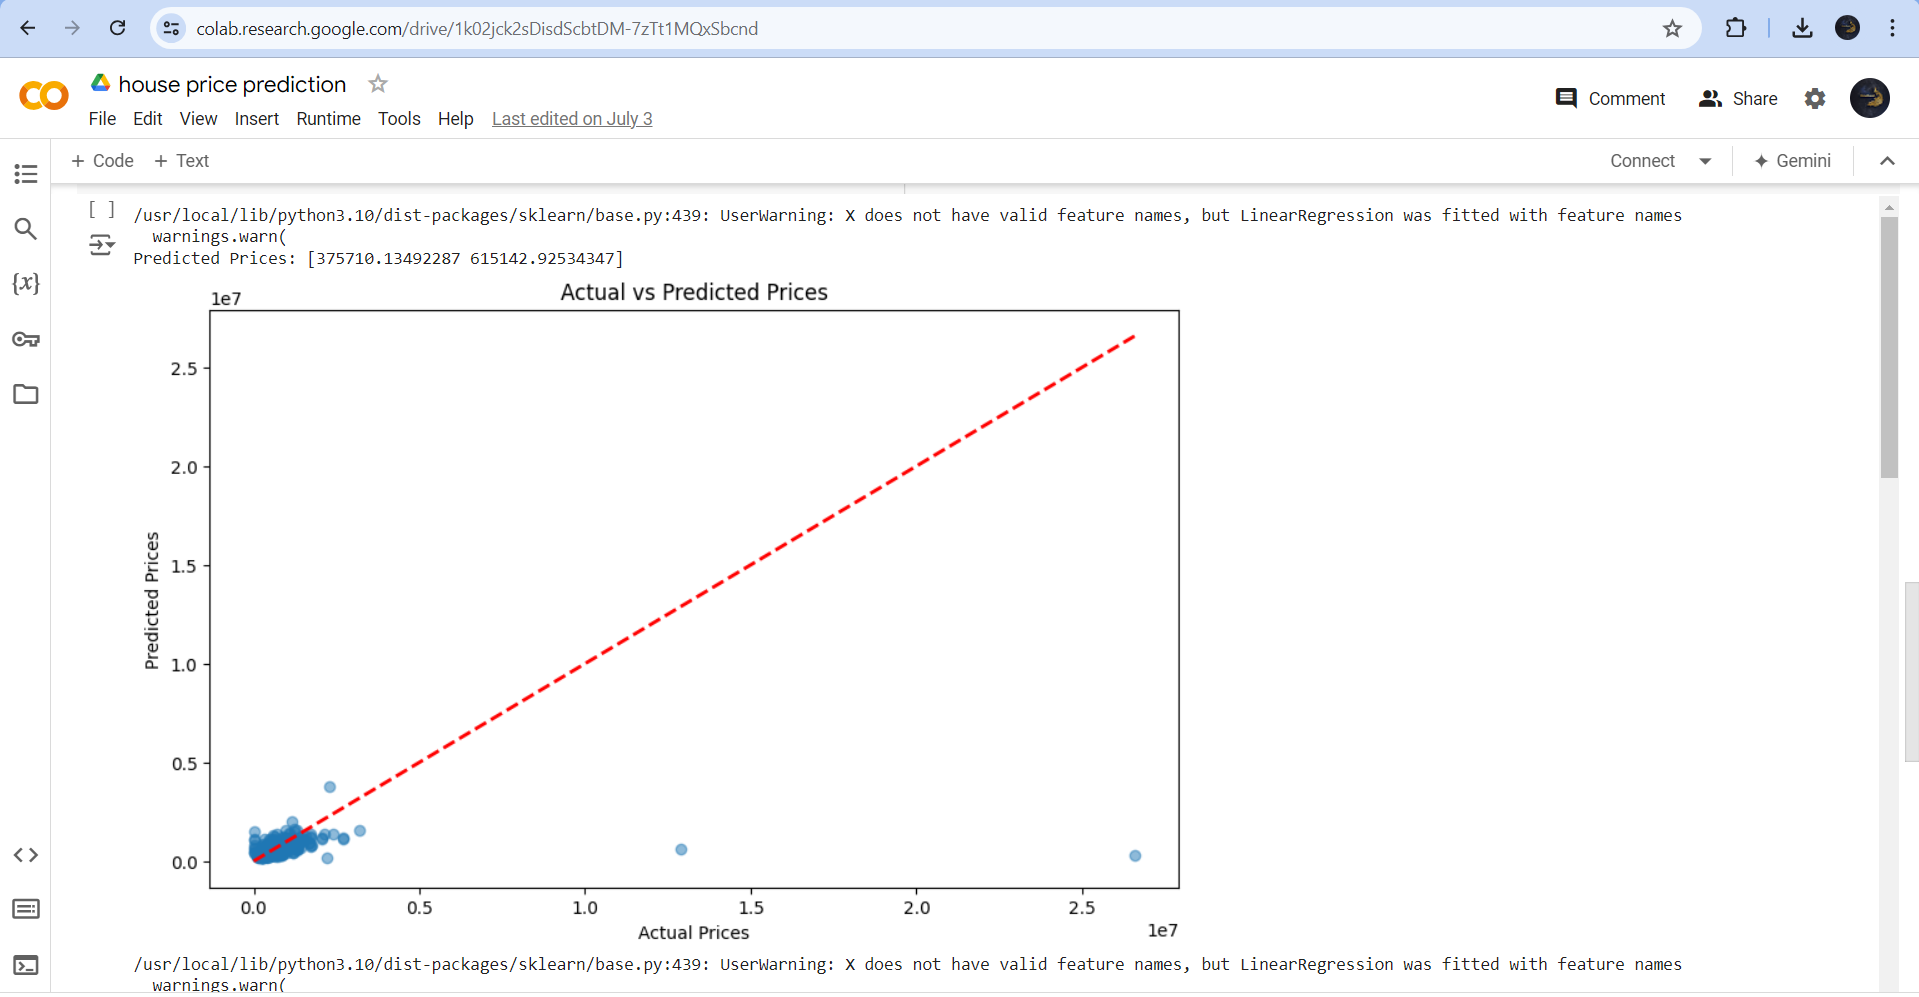 colab.research.google.com/drive/1k02jck2sDisdScbtDM-7zTt1MQxSbcnd
house price prediction
Comment
Share
File Edit View Insert Runtime Tools Help Last edited on July 3
+ Code + Text
Connect
Gemini
[ ]
/usr/local/lib/python3.10/dist-packages/sklearn/base.py:439: UserWarning: X does not have valid feature names, but LinearRegression was fitted with feature names
warnings.warn(
Predicted Prices: [375710.13492287 615142.92534347]
{x}
Actual vs Predicted Prices
1e7
2.5
2.0
1.5
1.0
0.5
0.0
Predicted Prices
0.0 0.5 1.0 1.5 2.0 2.5
Actual Prices
1e7
/usr/local/lib/python3.10/dist-packages/sklearn/base.py:439: UserWarning: X does not have valid feature names, but LinearRegression was fitted with feature names
warnings.warn(